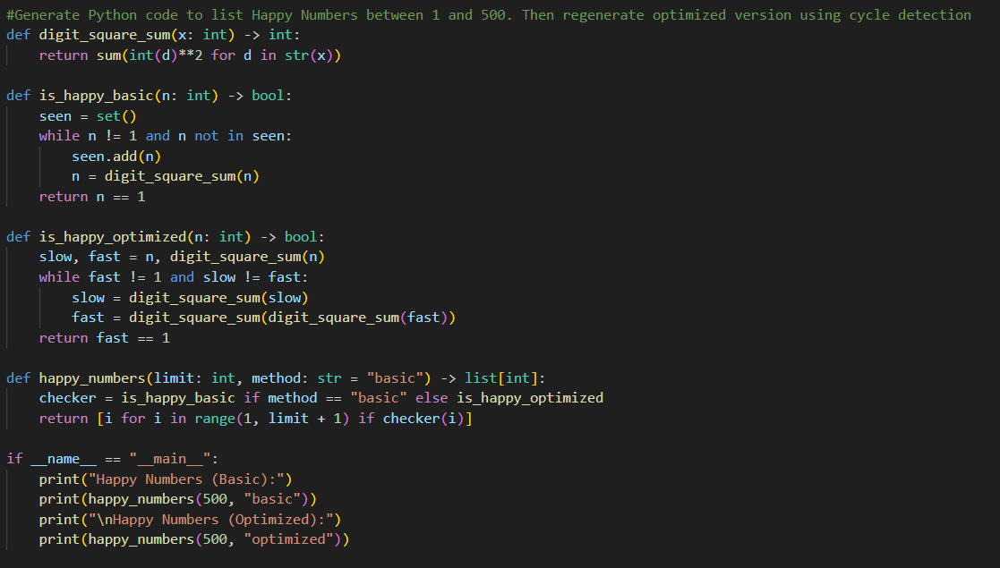 #Generate Python code to list Happy Numbers between 1 and 500. Then regenerate optimized version using cycle detection
def digit_square_sum(x: int) -> int:
    return sum(int(d)**2 for d in str(x))

def is_happy_basic(n: int) -> bool:
    seen = set()
    while n != 1 and n not in seen:
        seen.add(n)
        n = digit_square_sum(n)
    return n == 1

def is_happy_optimized(n: int) -> bool:
    slow, fast = n, digit_square_sum(n)
    while fast != 1 and slow != fast:
        slow = digit_square_sum(slow)
        fast = digit_square_sum(digit_square_sum(fast))
    return fast == 1

def happy_numbers(limit: int, method: str = "basic") -> list[int]:
    checker = is_happy_basic if method == "basic" else is_happy_optimized
    return [i for i in range(1, limit + 1) if checker(i)]

if __name__ == "__main__":
    print("Happy Numbers (Basic):")
    print(happy_numbers(500, "basic"))
    print("\nHappy Numbers (Optimized):")
    print(happy_numbers(500, "optimized"))